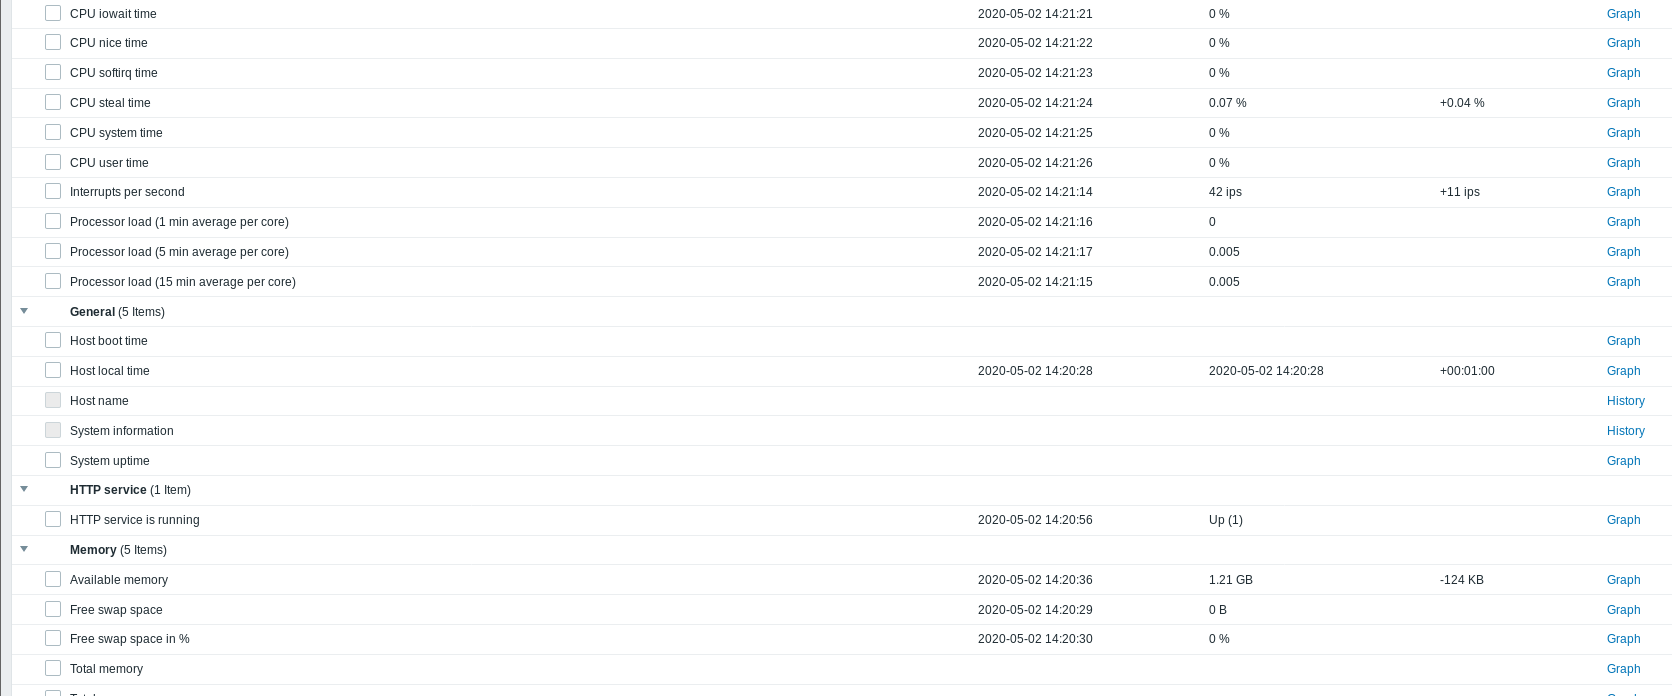 CPU iowait time 2020-05-02 14:21:21 0 % Graph
CPU nice time 2020-05-02 14:21:22 0 % Graph
CPU softirq time 2020-05-02 14:21:23 0 % Graph
CPU steal time 2020-05-02 14:21:24 0.07 % +0.04 % Graph
CPU system time 2020-05-02 14:21:25 0 % Graph
CPU user time 2020-05-02 14:21:26 0 % Graph
Interrupts per second 2020-05-02 14:21:14 42 ips +11 ips Graph
Processor load (1 min average per core) 2020-05-02 14:21:16 0 Graph
Processor load (5 min average per core) 2020-05-02 14:21:17 0.005 Graph
Processor load (15 min average per core) 2020-05-02 14:21:15 0.005 Graph
General (5 Items)
Host boot time Graph
Host local time 2020-05-02 14:20:28 2020-05-02 14:20:28 +00:01:00 Graph
Host name History
System information History
System uptime Graph
HTTP service (1 Item)
HTTP service is running 2020-05-02 14:20:56 Up (1) Graph
Memory (5 Items)
Available memory 2020-05-02 14:20:36 1.21 GB -124 KB Graph
Free swap space 2020-05-02 14:20:29 0 B Graph
Free swap space in % 2020-05-02 14:20:30 0 % Graph
Total memory Graph